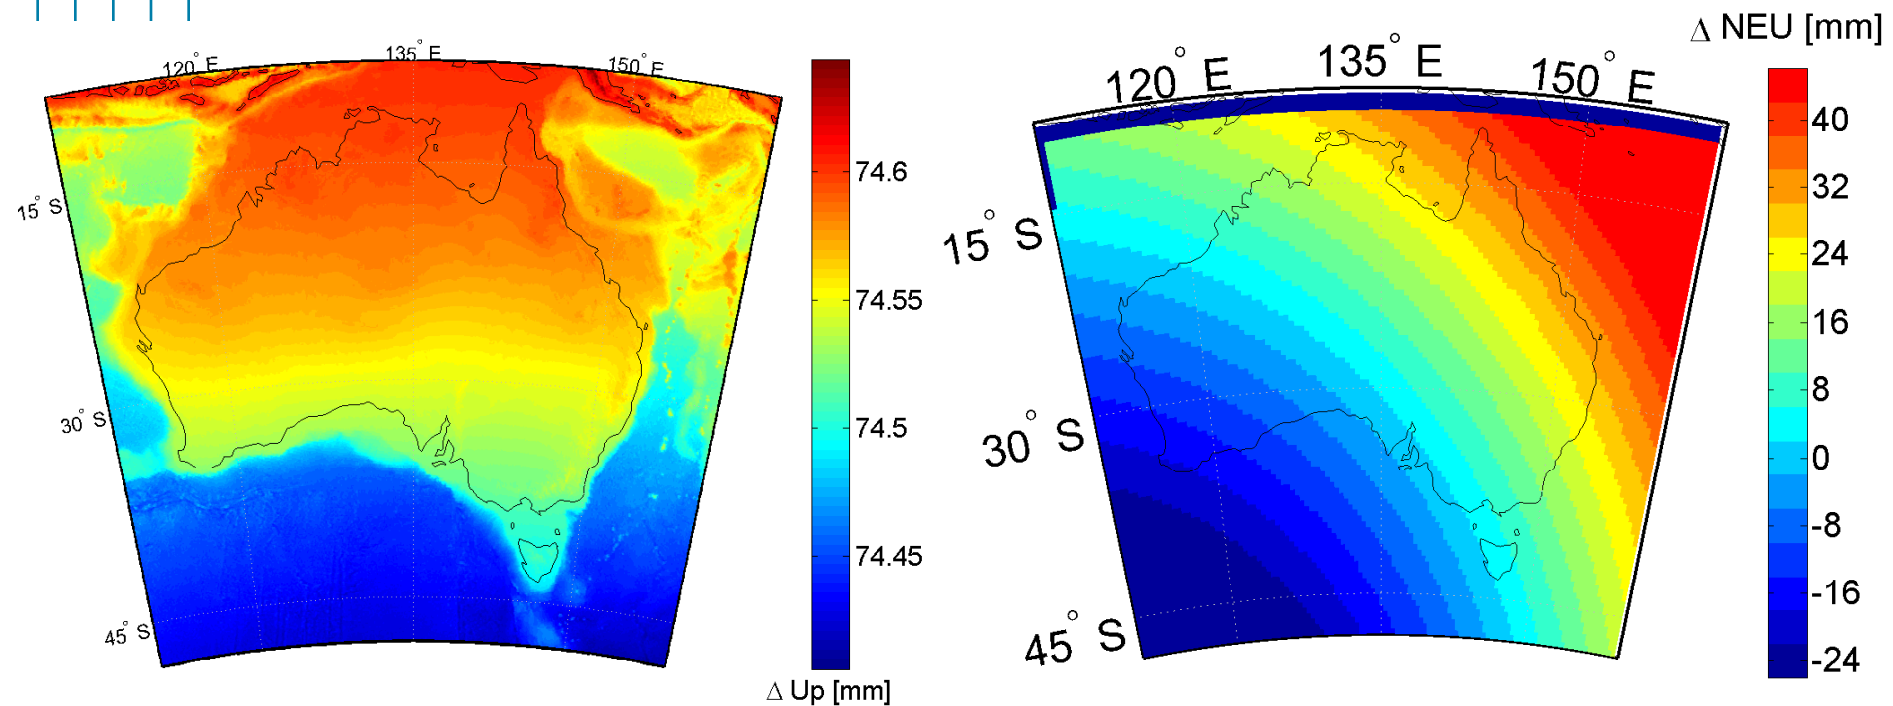 120° E
135° E
150° E
15° S
30° S
45° S
74.6
74.55
74.5
74.45
Δ Up [mm]
120° E
135° E
150° E
15° S
30° S
45° S
Δ NEU [mm]
40
32
24
16
8
0
-8
-16
-24